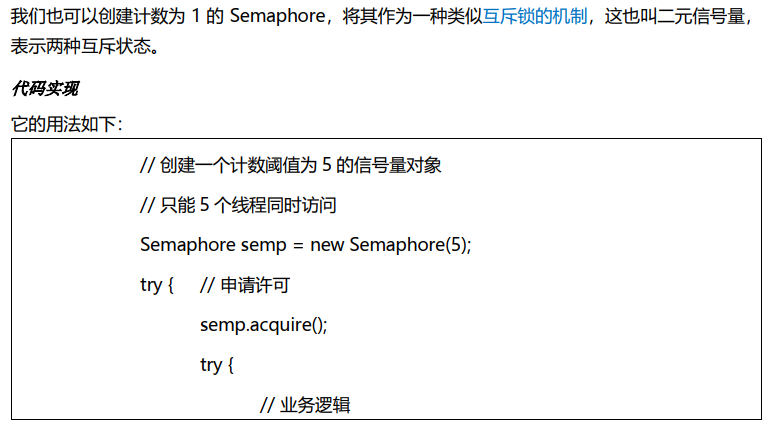 我们也可以创建计数为 1 的 Semaphore，将其作为一种类似互斥锁的机制，这也叫二元信号量，
表示两种互斥状态。
代码实现
它的用法如下：
// 创建一个计数阈值为 5 的信号量对象
// 只能 5 个线程同时访问
Semaphore semp = new Semaphore(5);
try { // 申请许可
semp.acquire();
try {
// 业务逻辑